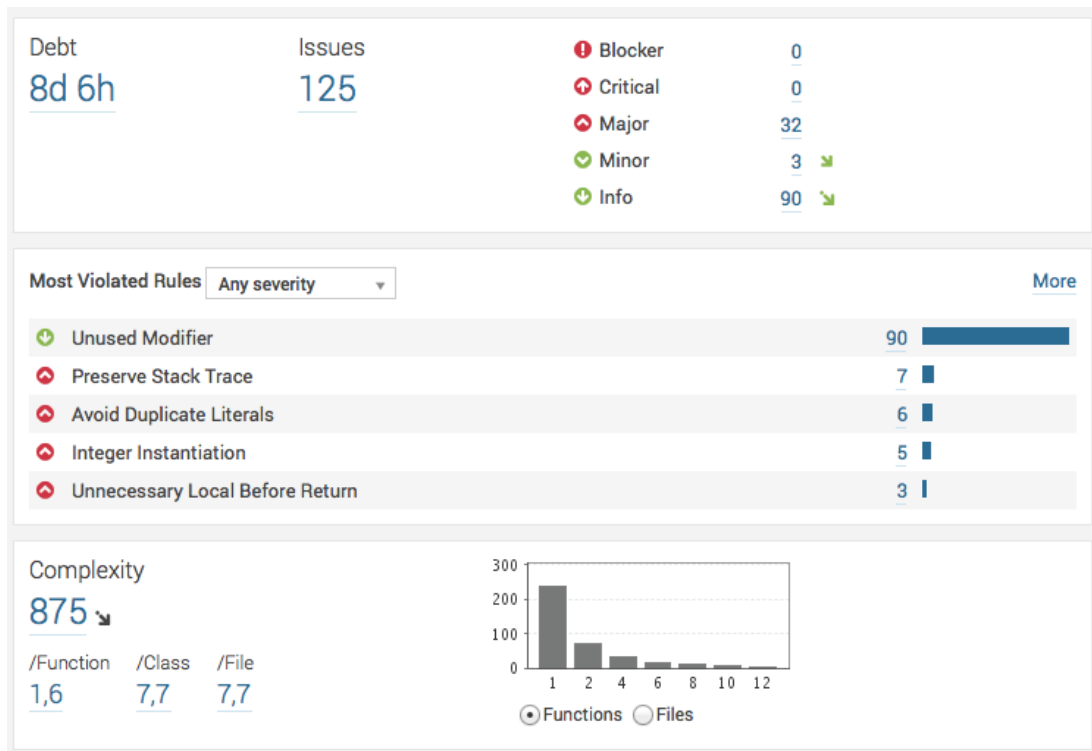 Debt
8d 6h
Issues
125
Blocker 0
Critical 0
Major 32
Minor 3
Info 90
Most Violated Rules Any severity More
Unused Modifier 90
Preserve Stack Trace 7
Avoid Duplicate Literals 6
Integer Instantiation 5
Unnecessary Local Before Return 3
Complexity
875
/Function /Class /File
1,6 7,7 7,7
300
200
100
0
1 2 4 6 8 10 12
Functions Files